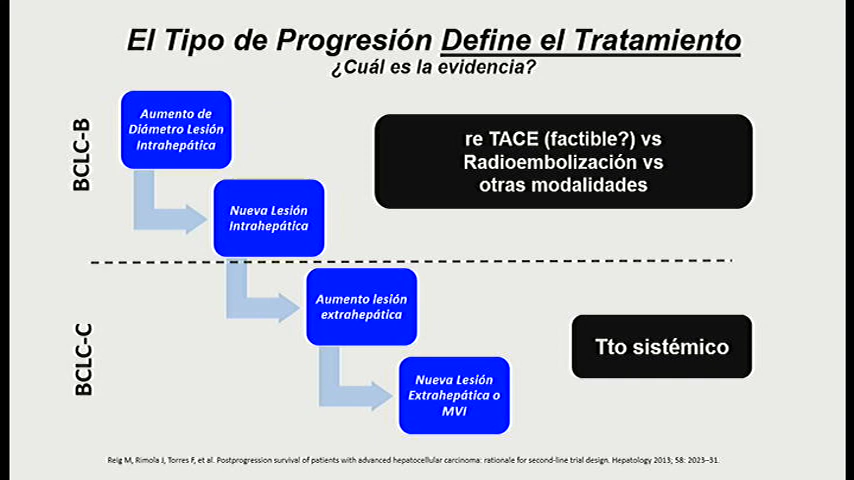 El Tipo de Progresión Define el Tratamiento
¿Cuál es la evidencia?
BCLC-B
Aumento de
Diámetro Lesión
Intrahepática
re TACE (factible?) vs
Radioembolización vs
otras modalidades
Nueva Lesión
Intrahepática
BCLC-C
Aumento lesión
extrahepática
Tto sistémico
Nueva Lesión
Extrahepática o
MVI
Reig M, Rimola J, Torres F, et al. Postprogression survival of patients with advanced hepatocellular carcinoma: rationale for second-line trial design. Hepatology 2013; 58: 2023–31.